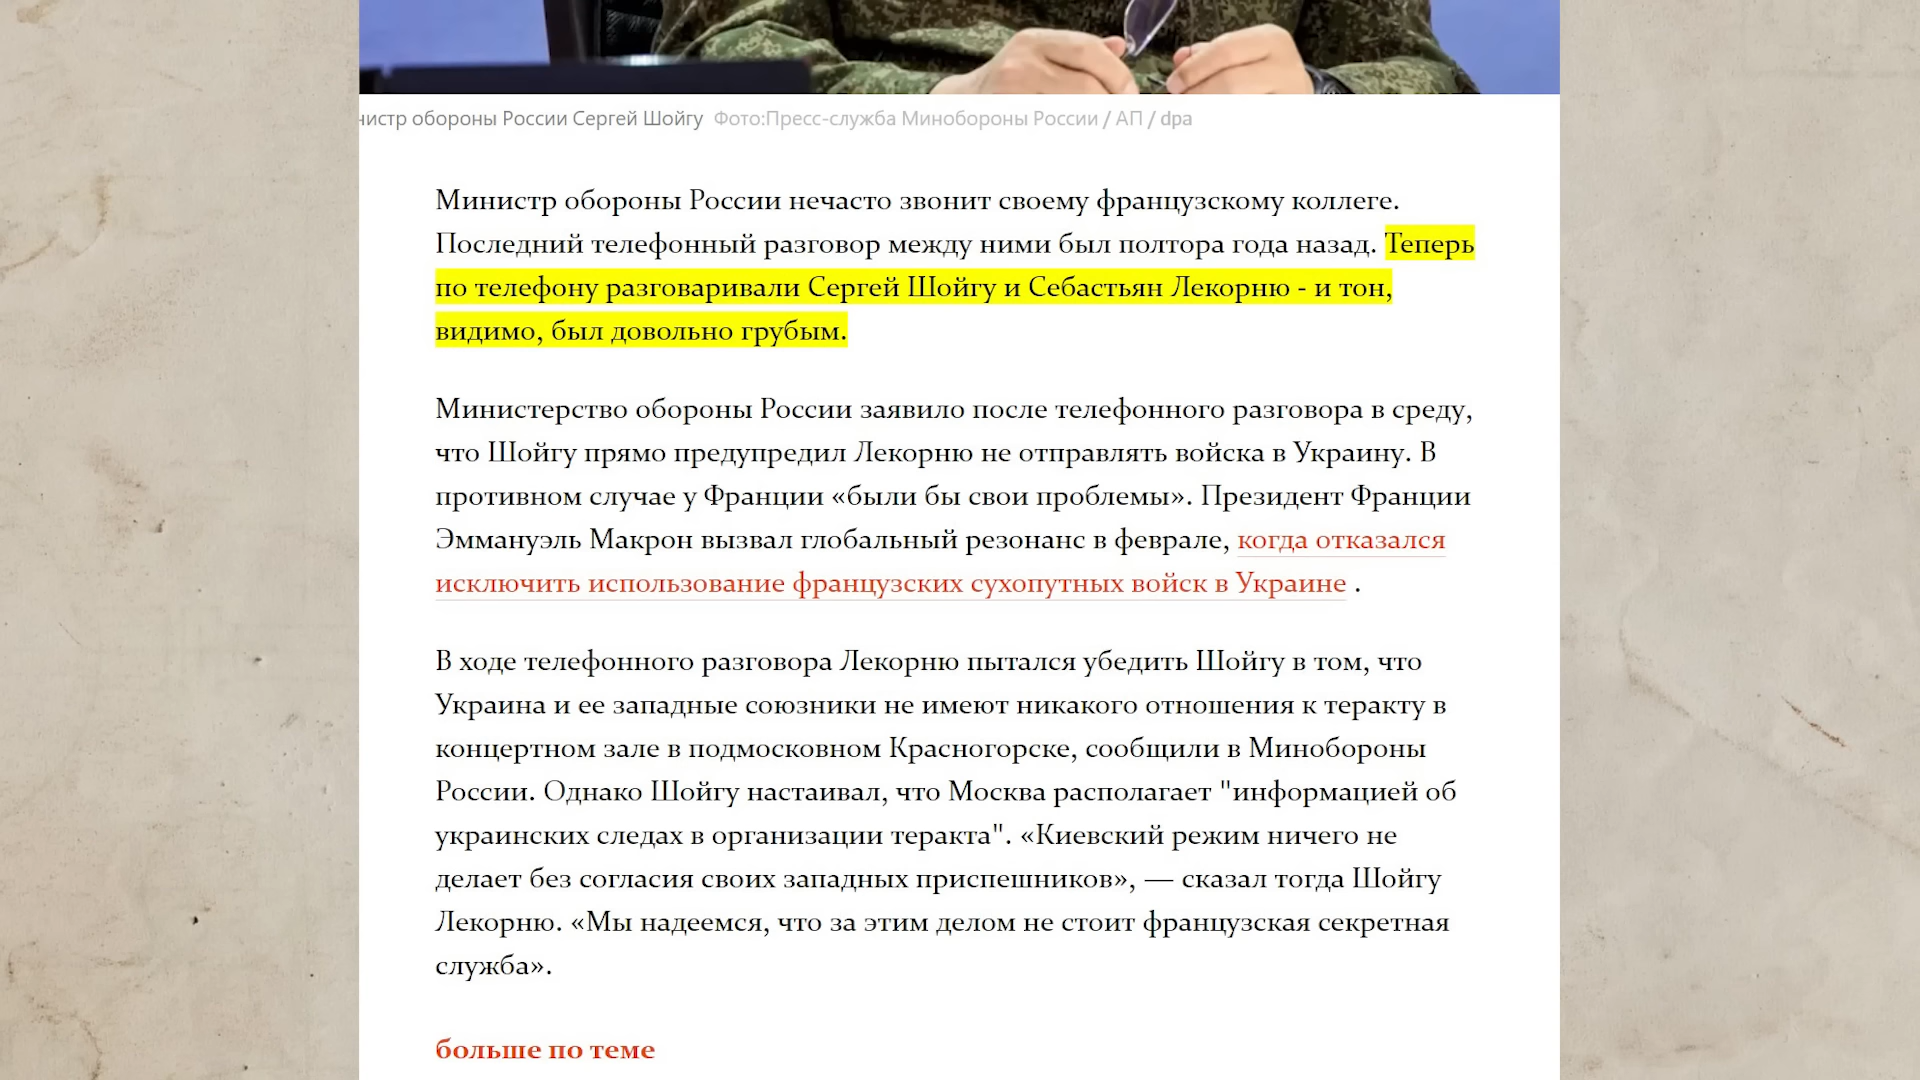 нистр обороны России Сергей Шойгу Фото:Пресс-служба Минобороны России / АП / dpa
Министр обороны России нечасто звонит своему французскому коллеге.
Последний телефонный разговор между ними был полтора года назад. Теперь
по телефону разговаривали Сергей Шойгу и Себастьян Лекорню - и тон,
видимо, был довольно грубым.
Министерство обороны России заявило после телефонного разговора в среду,
что Шойгу прямо предупредил Лекорню не отправлять войска в Украину. В
противном случае у Франции «были бы свои проблемы». Президент Франции
Эммануэль Макрон вызвал глобальный резонанс в феврале, когда отказался
исключить использование французских сухопутных войск в Украине .
В ходе телефонного разговора Лекорню пытался убедить Шойгу в том, что
Украина и ее западные союзники не имеют никакого отношения к теракту в
концертном зале в подмосковном Красногорске, сообщили в Минобороны
России. Однако Шойгу настаивал, что Москва располагает "информацией об
украинских следах в организации теракта". «Киевский режим ничего не
делает без согласия своих западных приспешников», — сказал тогда Шойгу
Лекорню. «Мы надеемся, что за этим делом не стоит французская секретная
служба».
больше по теме